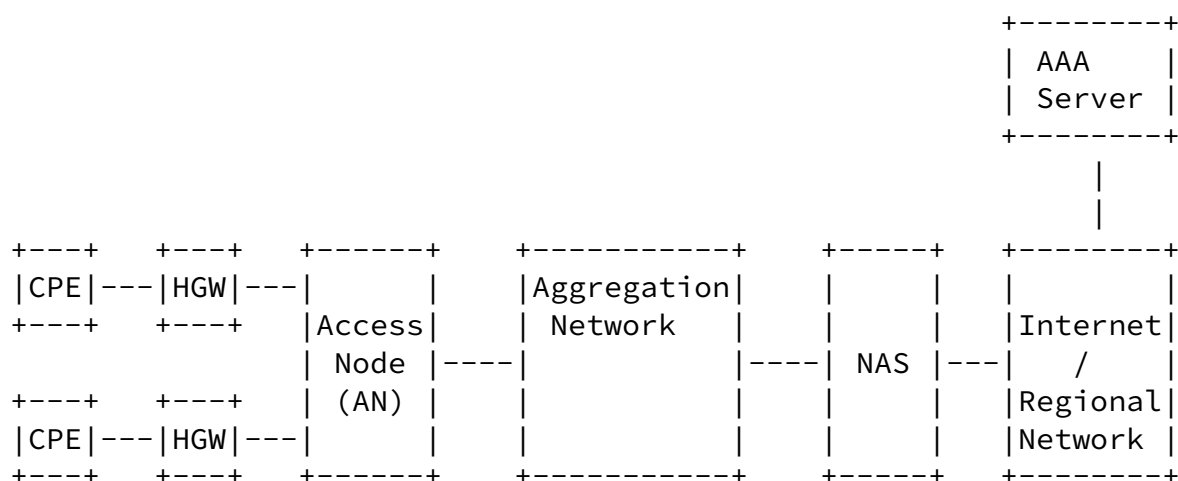 AAA
Server
CPE HGW Aggregation
Access Network Internet
Node NAS /
(AN) Regional
CPE HGW Network